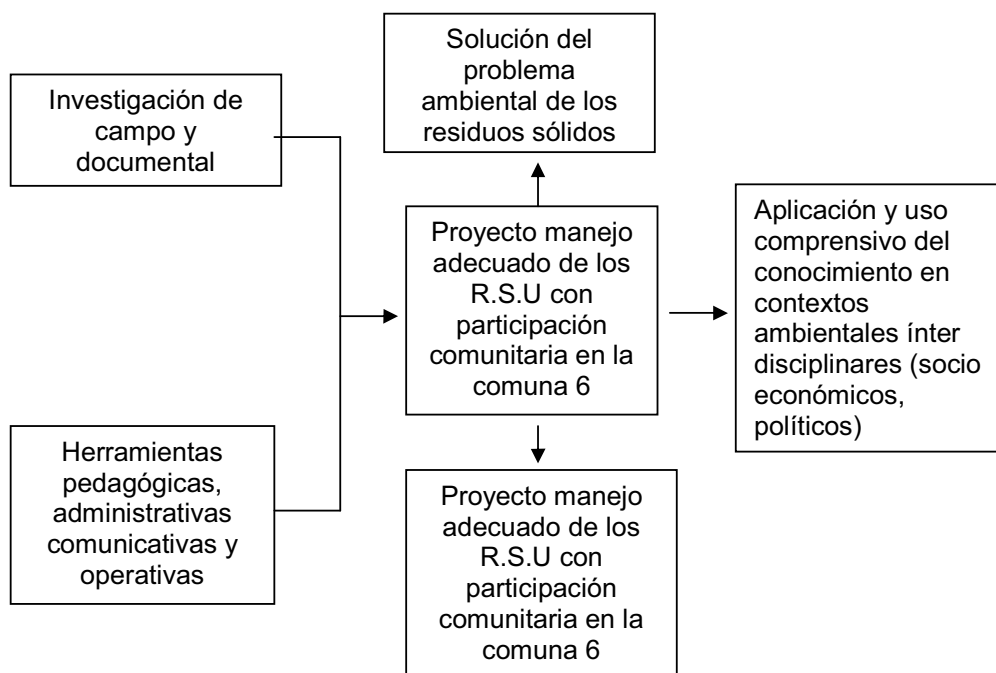 Solución del
problema
ambiental de los
residuos sólidos
Investigación de
campo y
documental
Proyecto manejo
adecuado de los
R.S.U con
participación
comunitaria en la
comuna 6
Aplicación y uso
comprensivo del
conocimiento en
contextos
ambientales ínter
disciplinares (socio
económicos,
políticos)
Herramientas
pedagógicas,
administrativas
comunicativas y
operativas
Proyecto manejo
adecuado de los
R.S.U con
participación
comunitaria en la
comuna 6